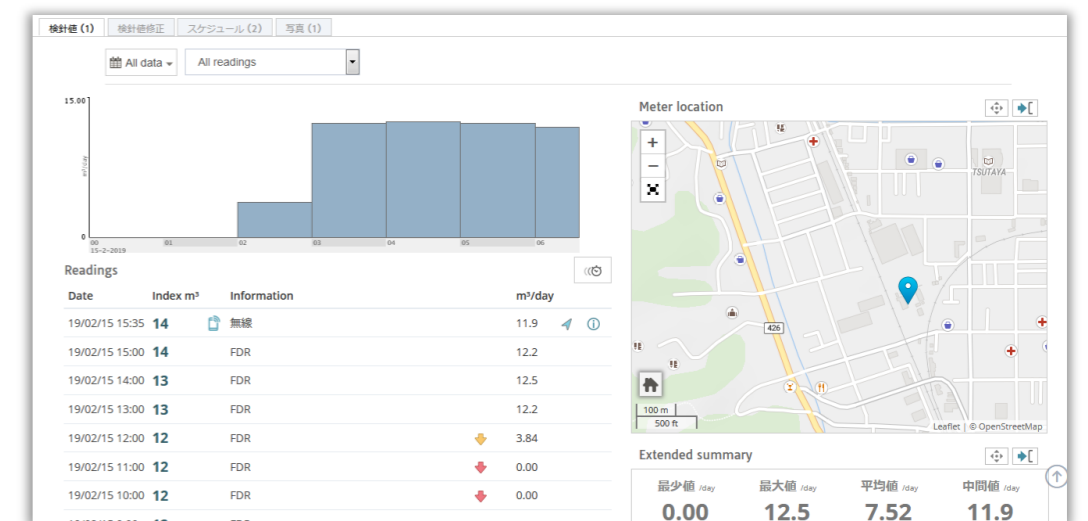 検針値 (1) 検針値修正 スケジュール (2) 写真 (1)
All data All readings
15.00
m³/day
0
00 01 02 03 04 05 06
15-2-2019
Readings
Date Index m³ Information m³/day
19/02/15 15:35 14 無線 11.9
19/02/15 15:00 14 FDR 12.2
19/02/15 14:00 13 FDR 12.5
19/02/15 13:00 13 FDR 12.2
19/02/15 12:00 12 FDR 3.84
19/02/15 11:00 12 FDR 0.00
19/02/15 10:00 12 FDR 0.00
Meter location
+
−
TSUTAYA
426
100 m
500 ft
Leaflet | © OpenStreetMap
Extended summary
最少値 /day 最大値 /day 平均値 /day 中間値 /day
0.00 12.5 7.52 11.9